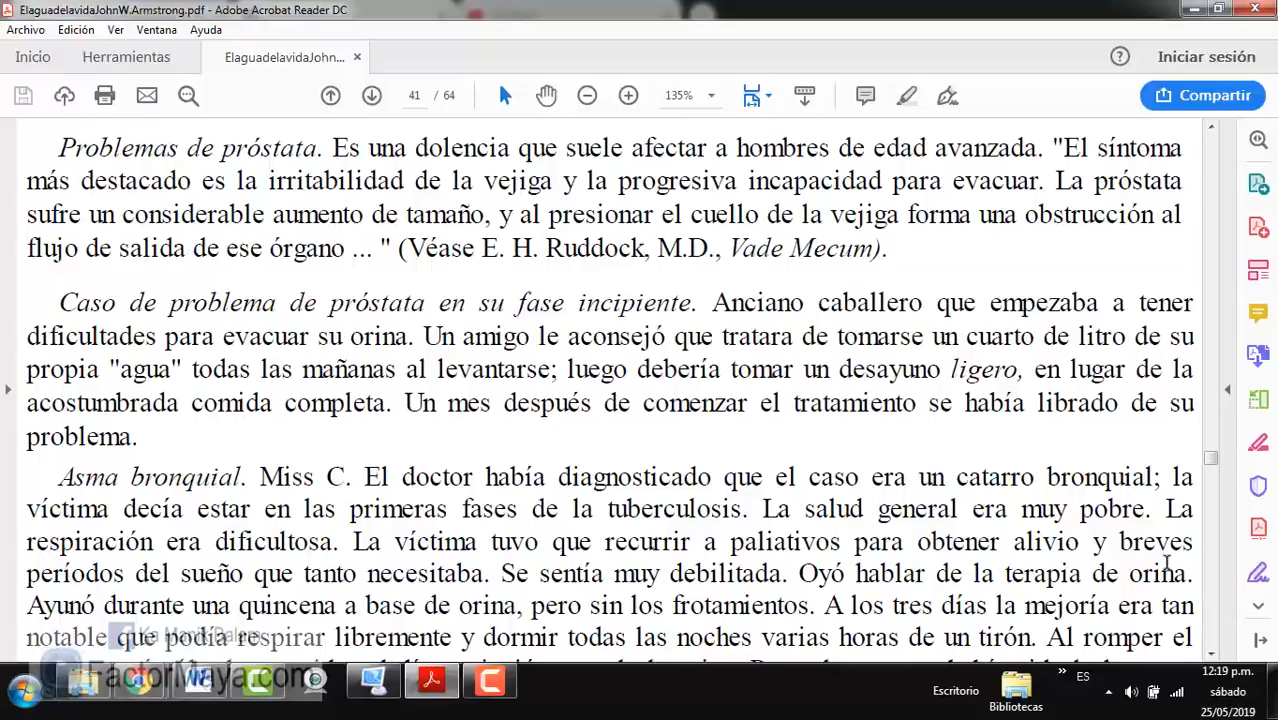 ElaguadelavidaJohnW.Armstrong.pdf - Adobe Acrobat Reader DC
Archivo Edición Ver Ventana Ayuda
Inicio Herramientas ElaguadelavidaJohn... × Iniciar sesión
41 / 64 135% Compartir
Problemas de próstata. Es una dolencia que suele afectar a hombres de edad avanzada. "El síntoma
más destacado es la irritabilidad de la vejiga y la progresiva incapacidad para evacuar. La próstata
sufre un considerable aumento de tamaño, y al presionar el cuello de la vejiga forma una obstrucción al
flujo de salida de ese órgano ... " (Véase E. H. Ruddock, M.D., Vade Mecum).
Caso de problema de próstata en su fase incipiente. Anciano caballero que empezaba a tener
dificultades para evacuar su orina. Un amigo le aconsejó que tratara de tomarse un cuarto de litro de su
propia "agua" todas las mañanas al levantarse; luego debería tomar un desayuno ligero, en lugar de la
acostumbrada comida completa. Un mes después de comenzar el tratamiento se había librado de su
problema.
Asma bronquial. Miss C. El doctor había diagnosticado que el caso era un catarro bronquial; la
víctima decía estar en las primeras fases de la tuberculosis. La salud general era muy pobre. La
respiración era dificultosa. La víctima tuvo que recurrir a paliativos para obtener alivio y breves
períodos del sueño que tanto necesitaba. Se sentía muy debilitada. Oyó hablar de la terapia de orina.
Ayunó durante una quincena a base de orina, pero sin los frotamientos. A los tres días la mejoría era tan
notable que podía respirar libremente y dormir todas las noches varias horas de un tirón. Al romper el
Ka Manik Dalam
FactorMaya.com
Escritorio
Bibliotecas
ES
12:19 p.m.
sábado
25/05/2019